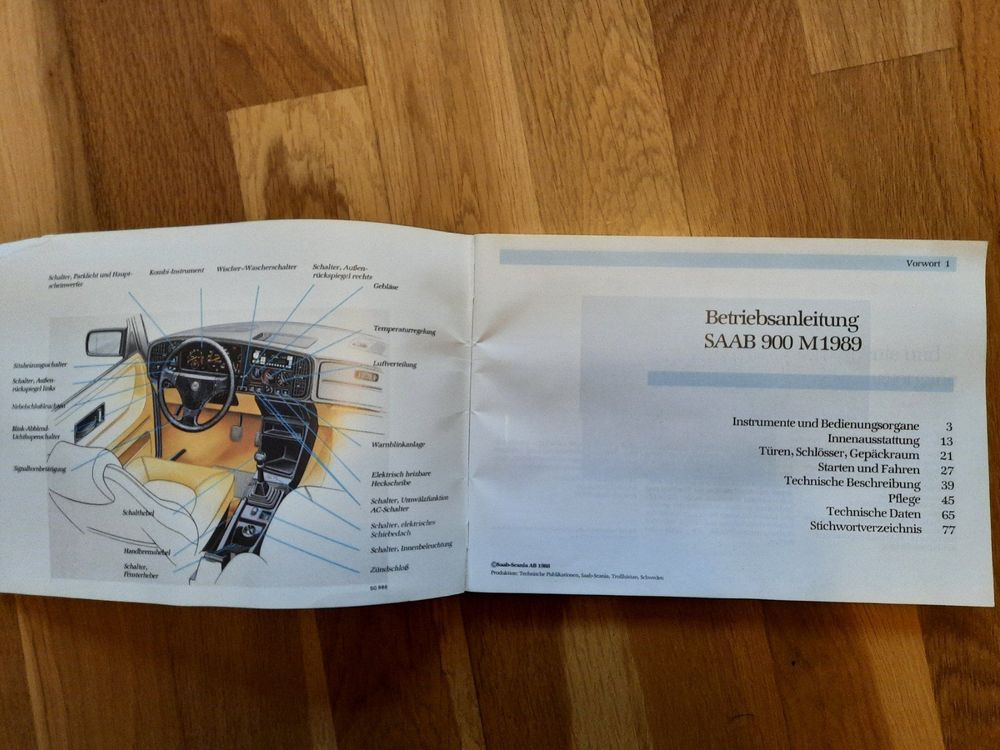 Schalter, Parklicht und Haupt-
scheinwerfer
Kombi-Instrument
Wischer-Wascherschalter
Schalter, Außen-
rückspiegel rechts
Gebläse
Temperaturregelung
Luftverteilung
Sitzheizungsschalter
Schalter, Außen-
rückspiegel links
Nebelschlußleuchten
Blink-Abblend-
Lichthupenschalter
Signalhornbetätigung
Schalthebel
Handbremshebel
Schalter,
Fensterheber
Warnblinkanlage
Elektrisch heizbare
Heckscheibe
Schalter, Umwälzfunktion
AC-Schalter
Schalter, elektrisches
Schiebedach
Schalter, Innenbeleuchtung
Zündschloß
SG 988
Vorwort 1
Betriebsanleitung
SAAB 900 M1989
Instrumente und Bedienungsorgane 3
Innenausstattung 13
Türen, Schlösser, Gepäckraum 21
Starten und Fahren 27
Technische Beschreibung 39
Pflege 45
Technische Daten 65
Stichwortverzeichnis 77
©Saab-Scania AB 1988
Produktion: Technische Publikationen, Saab-Scania, Trollhättan, Schweden